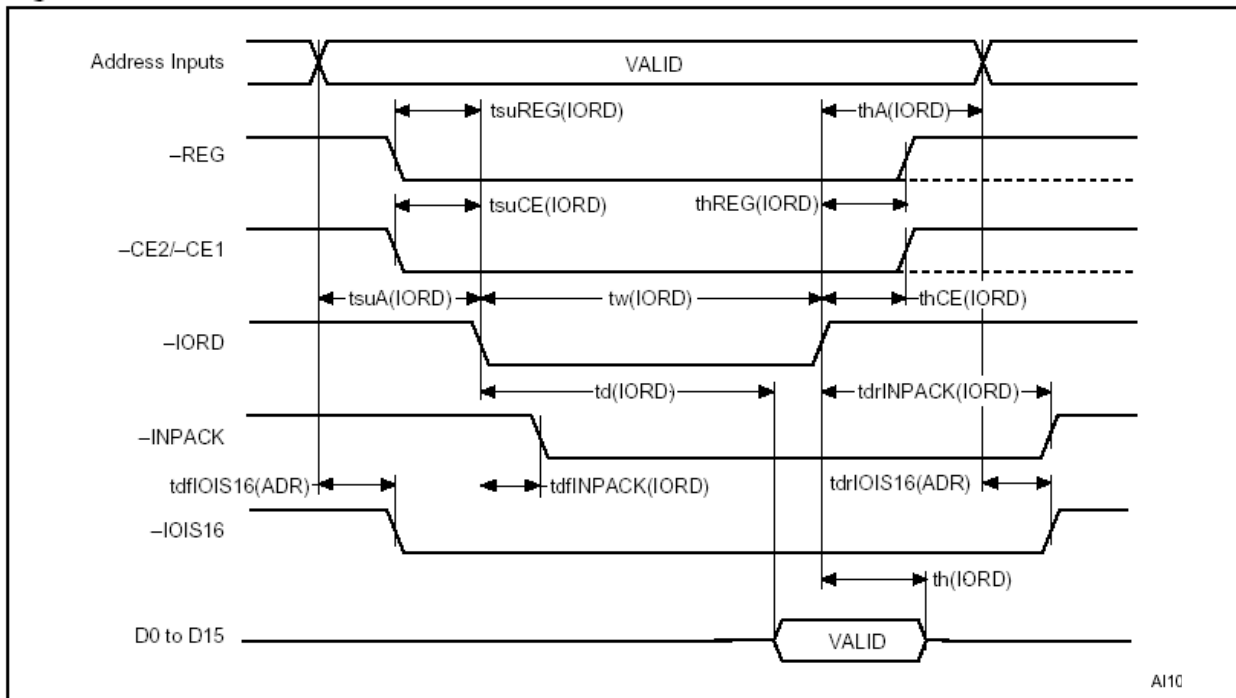 Address Inputs
VALID
tsuREG(IORD)
thA(IORD)
–REG
tsuCE(IORD)
thREG(IORD)
–CE2/–CE1
tsuA(IORD)
tw(IORD)
thCE(IORD)
–IORD
td(IORD)
tdrINPACK(IORD)
–INPACK
tdfIOIS16(ADR)
tdfINPACK(IORD)
tdrIOIS16(ADR)
–IOIS16
th(IORD)
D0 to D15
VALID
AI10